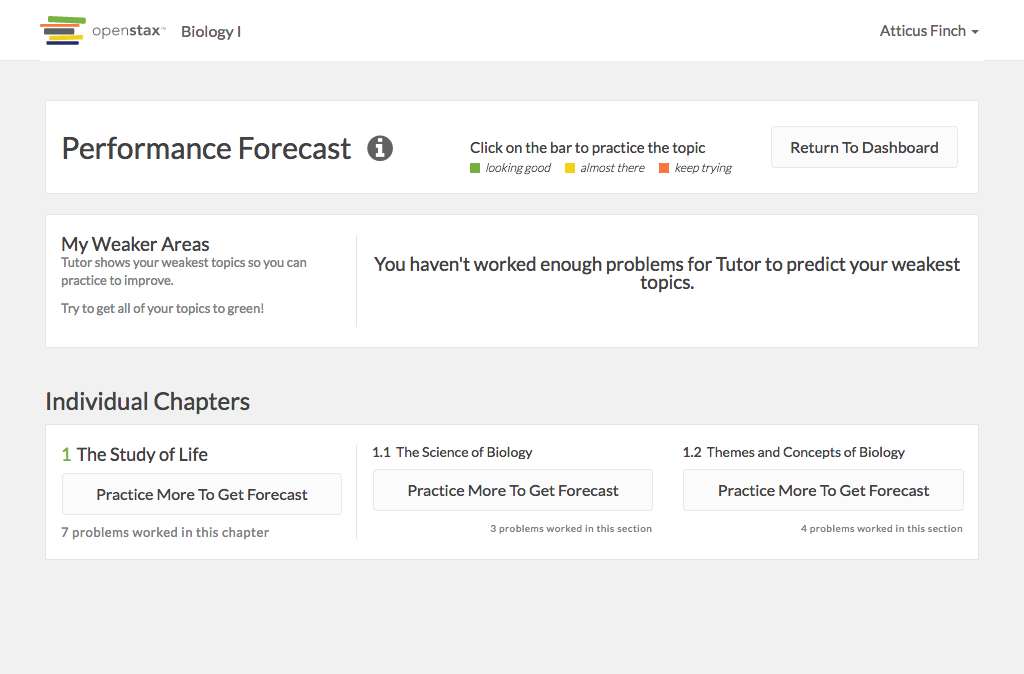 openstax™ Biology I
Atticus Finch
Performance Forecast
Click on the bar to practice the topic
looking good almost there keep trying
Return To Dashboard
My Weaker Areas
Tutor shows your weakest topics so you can
practice to improve.
Try to get all of your topics to green!
You haven't worked enough problems for Tutor to predict your weakest
topics.
Individual Chapters
1 The Study of Life
Practice More To Get Forecast
7 problems worked in this chapter
1.1 The Science of Biology
Practice More To Get Forecast
3 problems worked in this section
1.2 Themes and Concepts of Biology
Practice More To Get Forecast
4 problems worked in this section